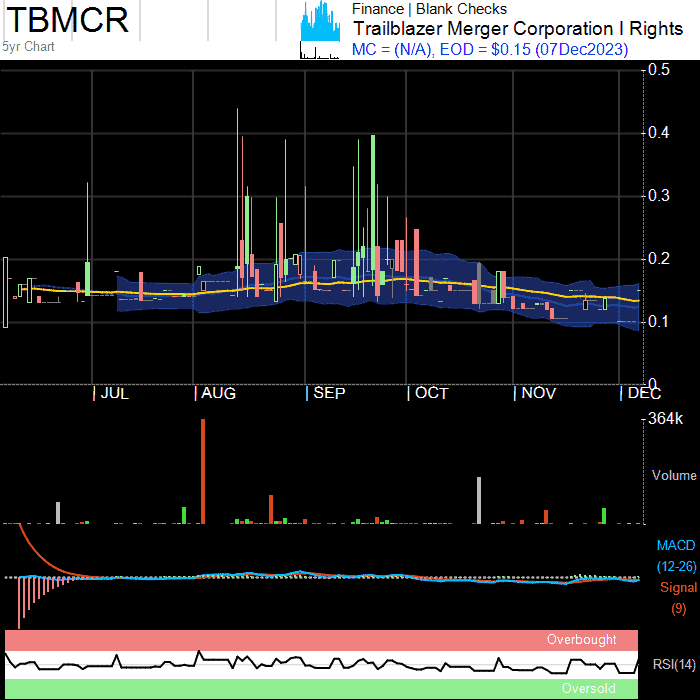 TBMCR
5yr Chart
Finance | Blank Checks
Trailblazer Merger Corporation I Rights
MC = (N/A), EOD = $0.15 (07Dec2023)
0.5
0.4
0.3
0.2
0.1
0
JUL AUG SEP OCT NOV DEC
364k
Volume
MACD
(12-26)
Signal
(9)
Overbought
RSI(14)
Oversold